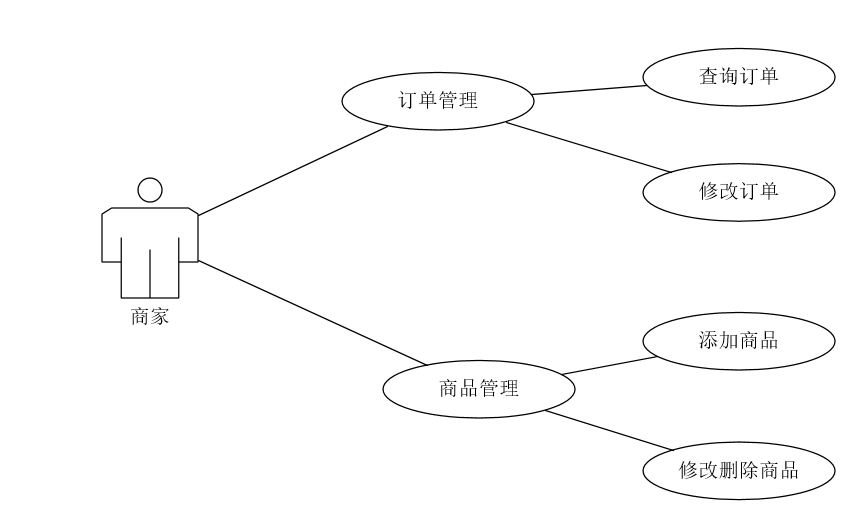 查询订单
订单管理
修改订单
商家
添加商品
商品管理
修改删除商品